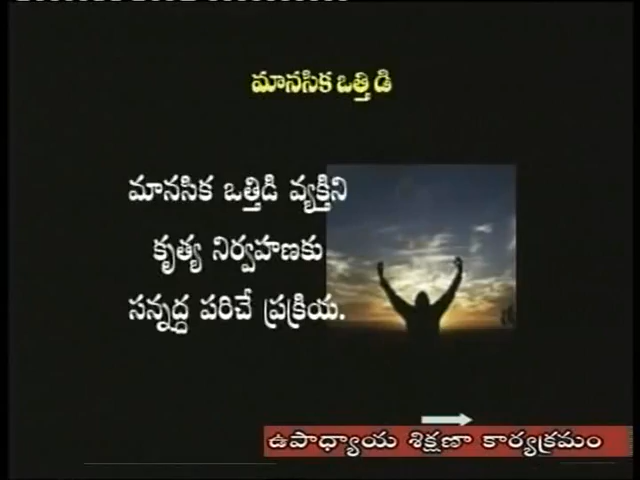 మానసిక ఒత్తిడి
మానసిక ఒత్తిడి వ్యక్తిని
కృత్య నిర్వహణకు
సన్నద్ధ పరిచే ప్రక్రియ.
ఉపాధ్యాయ శిక్షణా కార్యక్రమం